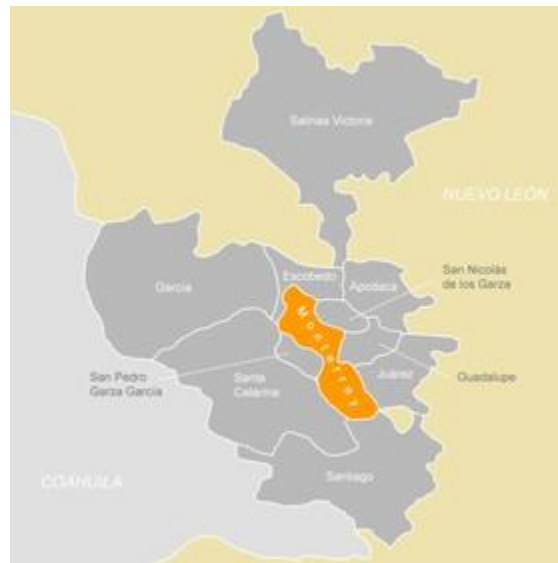 Salinas Victoria
NUEVO LEÓN
Escobedo
San Nicolás
de los Garza
García
Apodaca
Monterrey
San Pedro
Garza García
Santa
Catarina
Juárez
Guadalupe
COAHUILA
Santiago